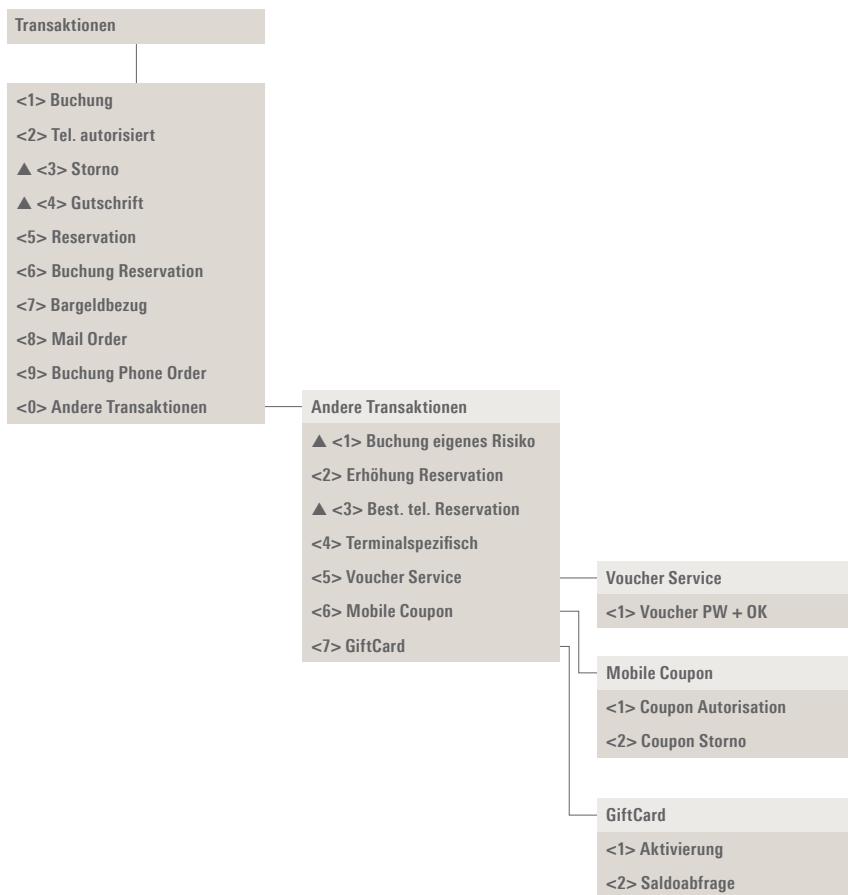 Transaktionen
<1> Buchung
<2> Tel. autorisiert
▲ <3> Storno
▲ <4> Gutschrift
<5> Reservation
<6> Buchung Reservation
<7> Bargeldbezug
<8> Mail Order
<9> Buchung Phone Order
<0> Andere Transaktionen
Andere Transaktionen
▲ <1> Buchung eigenes Risiko
<2> Erhöhung Reservation
▲ <3> Best. tel. Reservation
<4> Terminalspezifisch
<5> Voucher Service
<6> Mobile Coupon
<7> GiftCard
Voucher Service
<1> Voucher PW + OK
Mobile Coupon
<1> Coupon Autorisation
<2> Coupon Storno
GiftCard
<1> Aktivierung
<2> Saldoabfrage